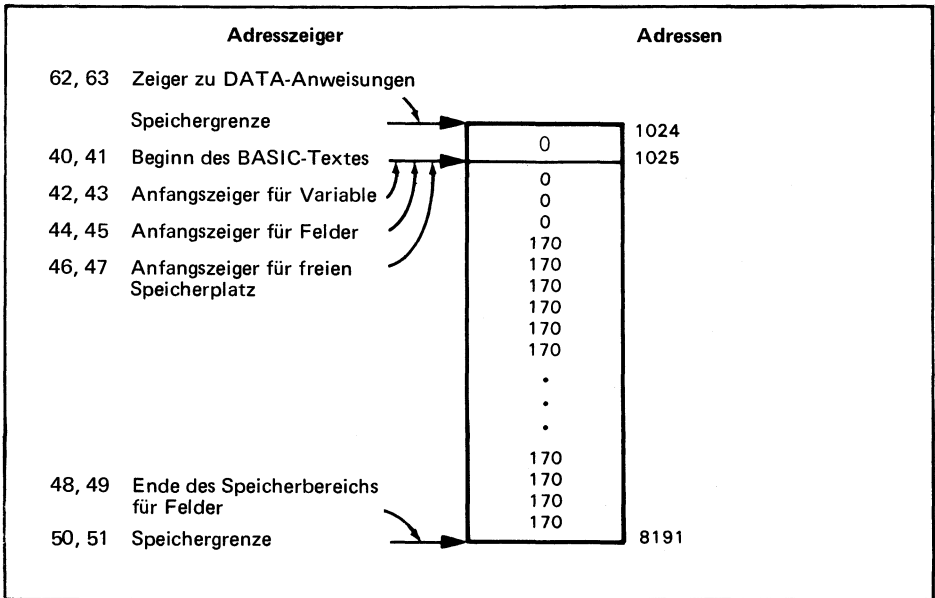 Adresszeiger Adressen
62, 63 Zeiger zu DATA-Anweisungen
Speichergrenze 1024
0
40, 41 Beginn des BASIC-Textes 1025
0
42, 43 Anfangszeiger für Variable
0
0
44, 45 Anfangszeiger für Felder
170
170
46, 47 Anfangszeiger für freien
Speicherplatz
170
170
170
170
.
.
.
170
48, 49 Ende des Speicherbereichs
170
für Felder
170
170
50, 51 Speichergrenze 8191